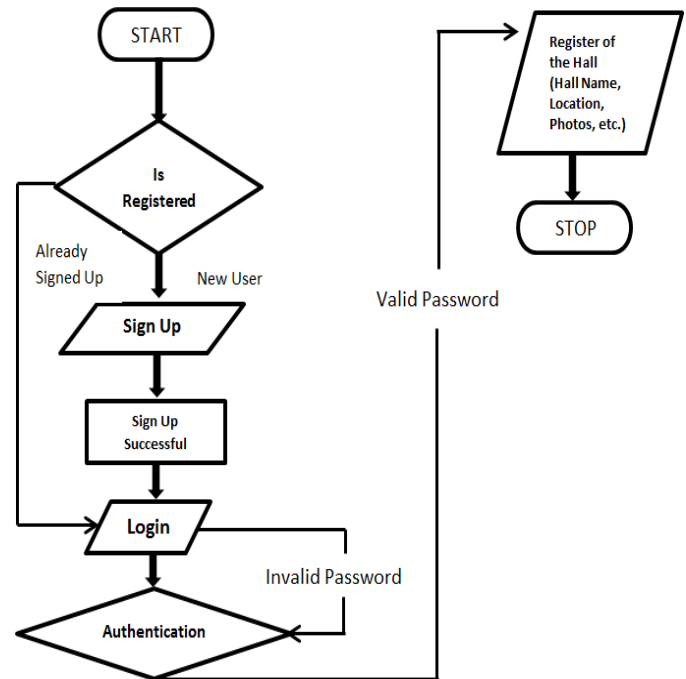 START
Is
Registered
Already
Signed Up
New User
Sign Up
Sign Up
Successful
Login
Invalid Password
Authentication
Valid Password
Register of
the Hall
(Hall Name,
Location,
Photos, etc.)
STOP